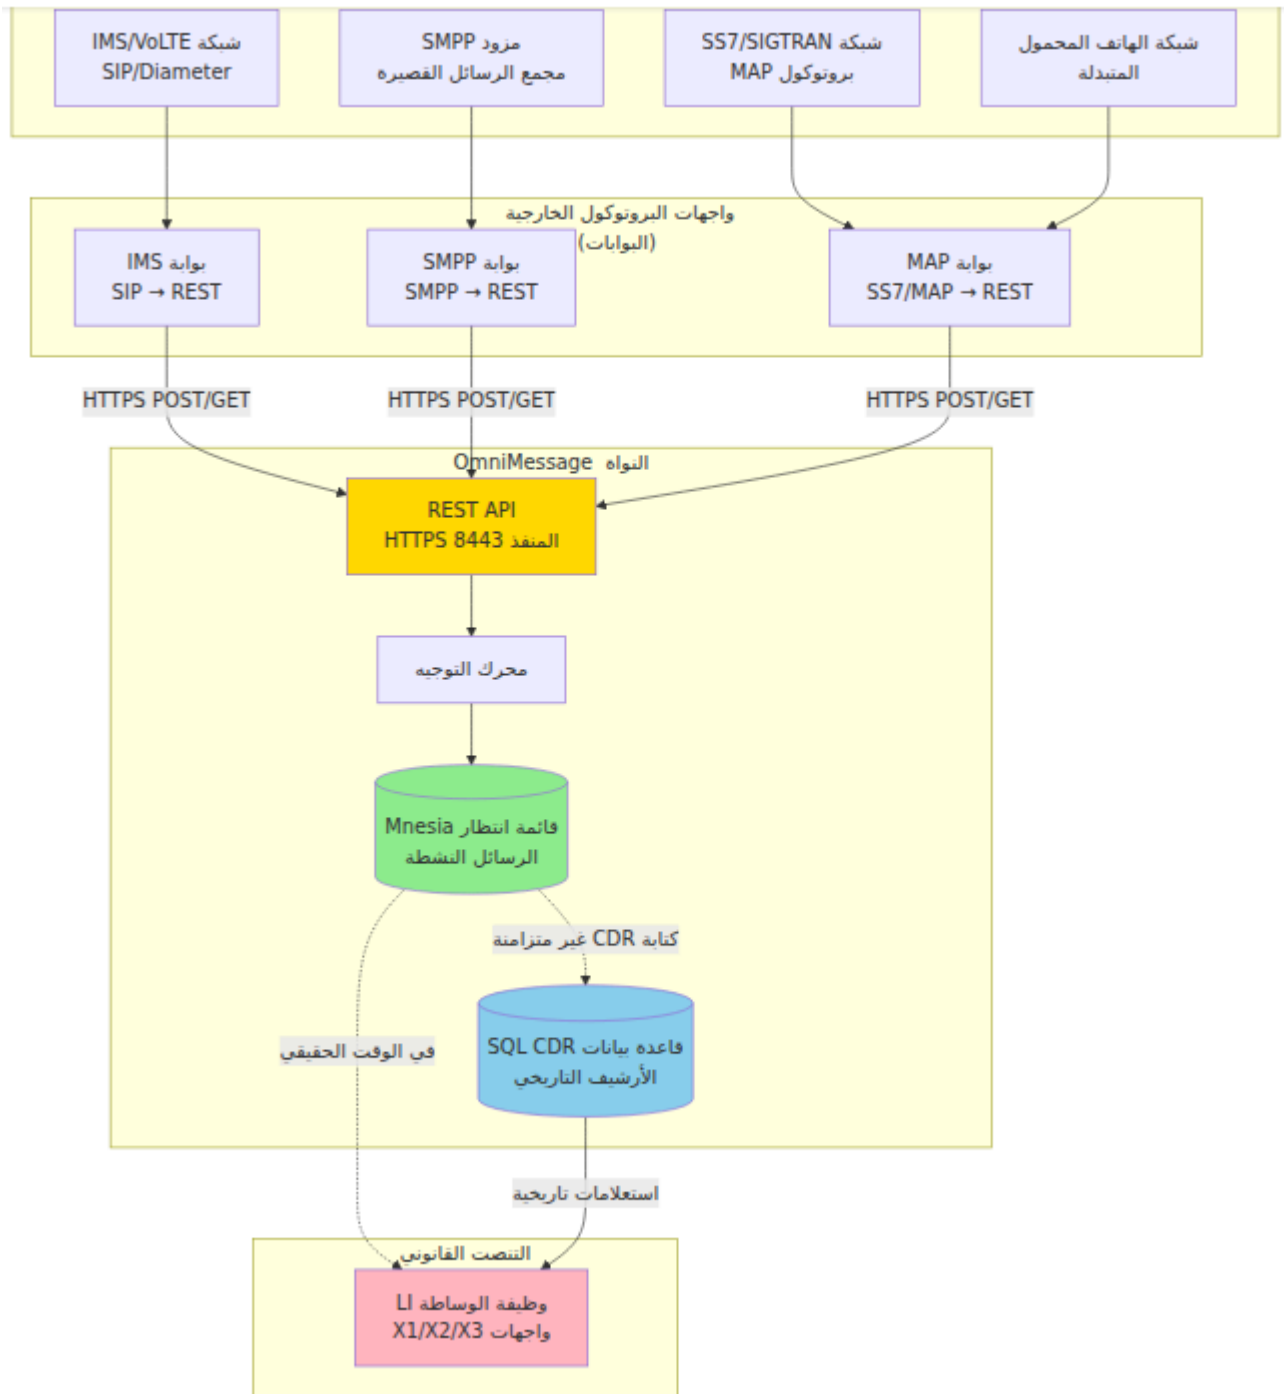 شبكة IMS/VoLTE
SIP/Diameter
مزود SMPP
مجمع الرسائل القصيرة
شبكة SS7/SIGTRAN
بروتوكول MAP
شبكة الهاتف المحمول
المتبدلة
واجهات البروتوكول الخارجية
(البوابات)
بوابة IMS
SIP → REST
بوابة SMPP
SMPP → REST
بوابة MAP
SS7/MAP → REST
HTTPS POST/GET
HTTPS POST/GET
HTTPS POST/GET
النواة OmniMessage
REST API
المنفذ HTTPS 8443
محرك التوجيه
قائمة انتظار Mnesia
الرسائل النشطة
كتابة CDR غير متزامنة
في الوقت الحقيقي
قاعدة بيانات SQL CDR
الأرشيف التاريخي
استعلامات تاريخية
التنصت القانوني
وظيفة الوساطة LI
واجهات X1/X2/X3